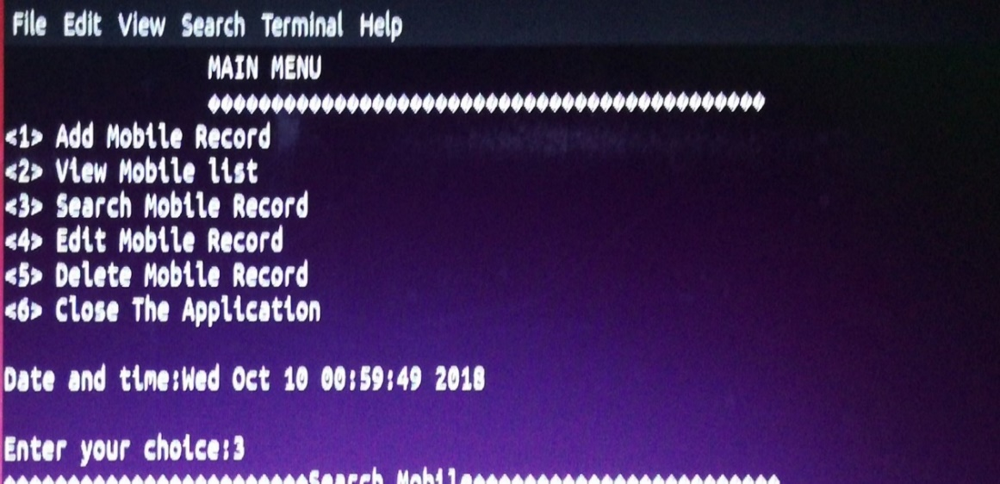 File Edit View Search Terminal Help
MAIN MENU
<1> Add Mobile Record
<2> View Mobile list
<3> Search Mobile Record
<4> Edit Mobile Record
<5> Delete Mobile Record
<6> Close The Application
Date and time:Wed Oct 10 00:59:49 2018
Enter your choice:3
Search Mobile